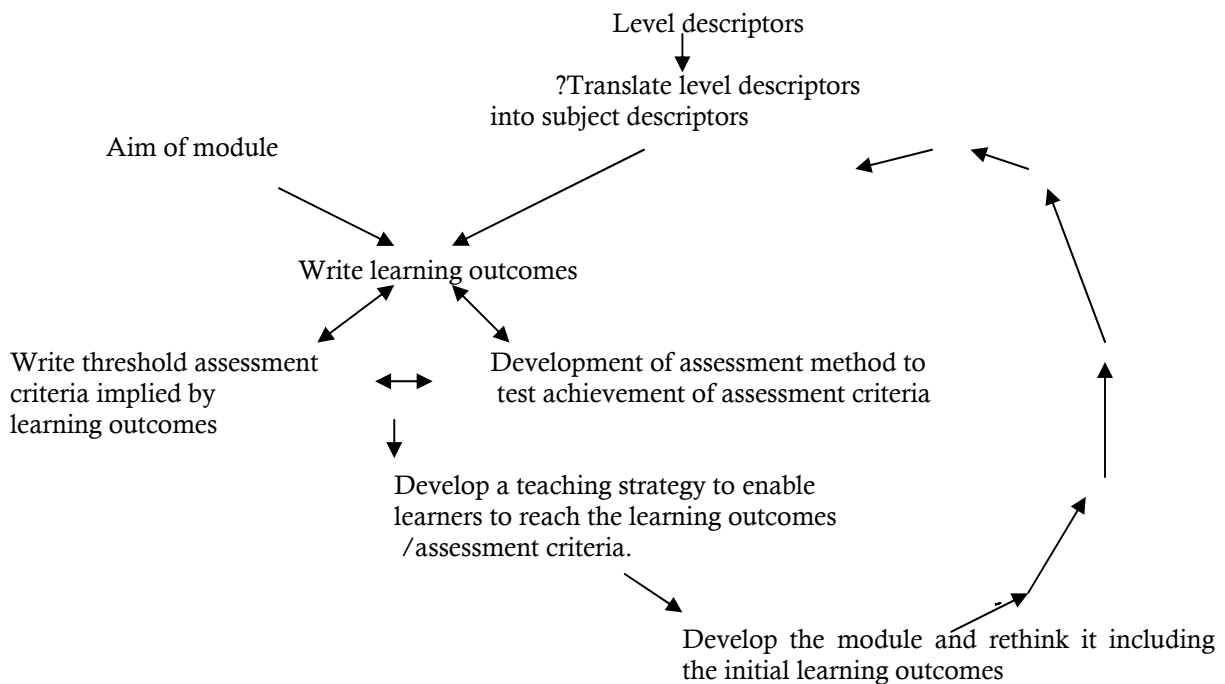 Level descriptors
?Translate level descriptors
into subject descriptors
Aim of module
Write learning outcomes
Write threshold assessment
criteria implied by
learning outcomes
Development of assessment method to
test achievement of assessment criteria
Develop a teaching strategy to enable
learners to reach the learning outcomes
/assessment criteria.
Develop the module and rethink it including
the initial learning outcomes